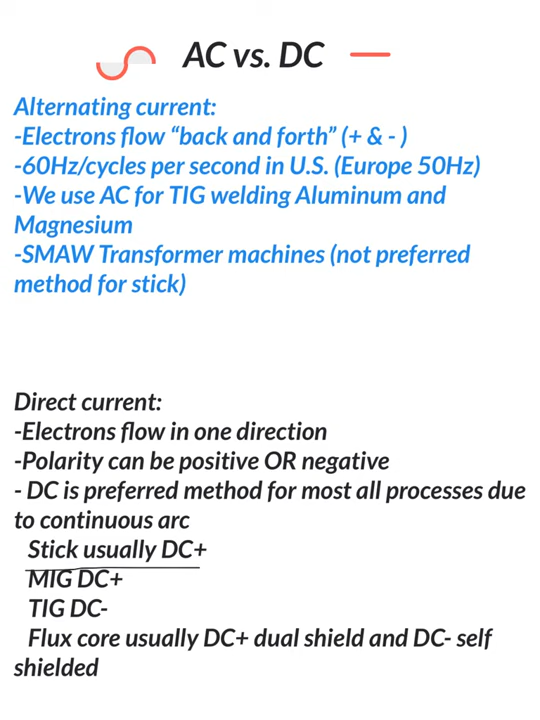 AC vs. DC
Alternating current:
-Electrons flow “back and forth” (+ & - )
-60Hz/cycles per second in U.S. (Europe 50Hz)
-We use AC for TIG welding Aluminum and
Magnesium
-SMAW Transformer machines (not preferred
method for stick)
Direct current:
-Electrons flow in one direction
-Polarity can be positive OR negative
- DC is preferred method for most all processes due
to continuous arc
Stick usually DC+
MIG DC+
TIG DC-
Flux core usually DC+ dual shield and DC- self
shielded